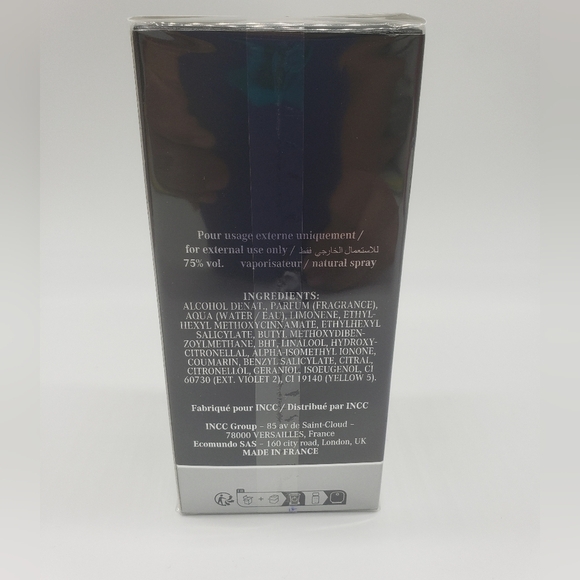 Pour usage externe uniquement /
for external use only / للاستعمال الخارجي فقط
75% vol. vaporisateur / natural spray
INGREDIENTS:
ALCOHOL DENAT., PARFUM (FRAGRANCE),
AQUA (WATER / EAU), LIMONENE, ETHYL-
HEXYL METHOXYCINNAMATE, ETHYLHEXYL
SALICYLATE, BUTYL METHOXYDIBEN-
ZOYLMETHANE, BHT, LINALOOL, HYDROXY-
CITRONELLAL, ALPHA-ISOMETHYL IONONE,
COUMARIN, BENZYL SALICYLATE, CITRAL,
CITRONELLOL, GERANIOL, ISOEUGENOL, CI
60730 (EXT. VIOLET 2), CI 19140 (YELLOW 5).
Fabriqué pour INCC / Distribué par INCC
INCC Group – 85 av de Saint-Cloud –
78000 VERSAILLES, France
Ecomundo SAS – 160 city road, London, UK
MADE IN FRANCE